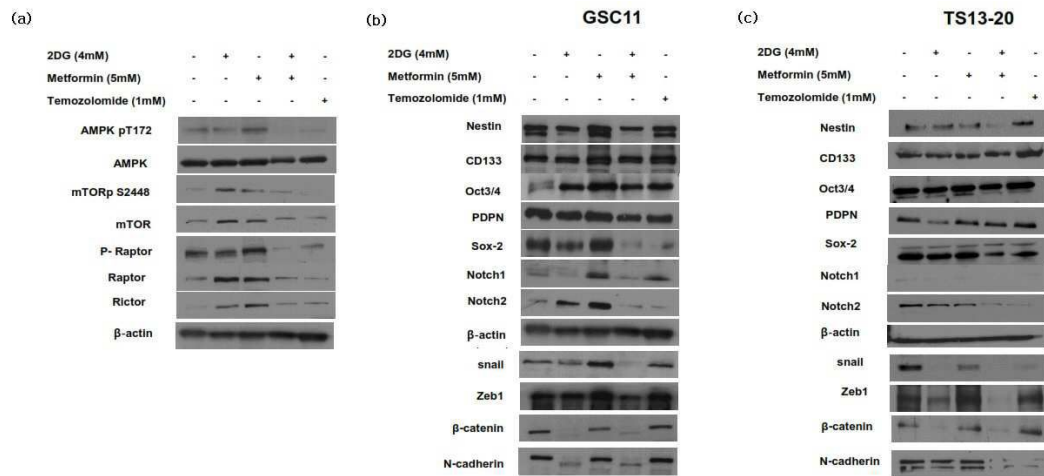 (a)
2DG (4mM) - + - + -
Metformin (5mM) - - + + -
Temozolomide (1mM) - - - - +
AMPK pT172
AMPK
mTORp S2448
mTOR
P- Raptor
Raptor
Rictor
β-actin
(b)
GSC11
2DG (4mM) - + - + -
Metformin (5mM) - - + + -
Temozolomide (1mM) - - - - +
Nestin
CD133
Oct3/4
PDPN
Sox-2
Notch1
Notch2
β-actin
snail
Zeb1
β-catenin
N-cadherin
(c)
TS13-20
2DG (4mM) - + - + -
Metformin (5mM) - - + + -
Temozolomide (1mM) - - - - +
Nestin
CD133
Oct3/4
PDPN
Sox-2
Notch1
Notch2
β-actin
snail
Zeb1
β-catenin
N-cadherin